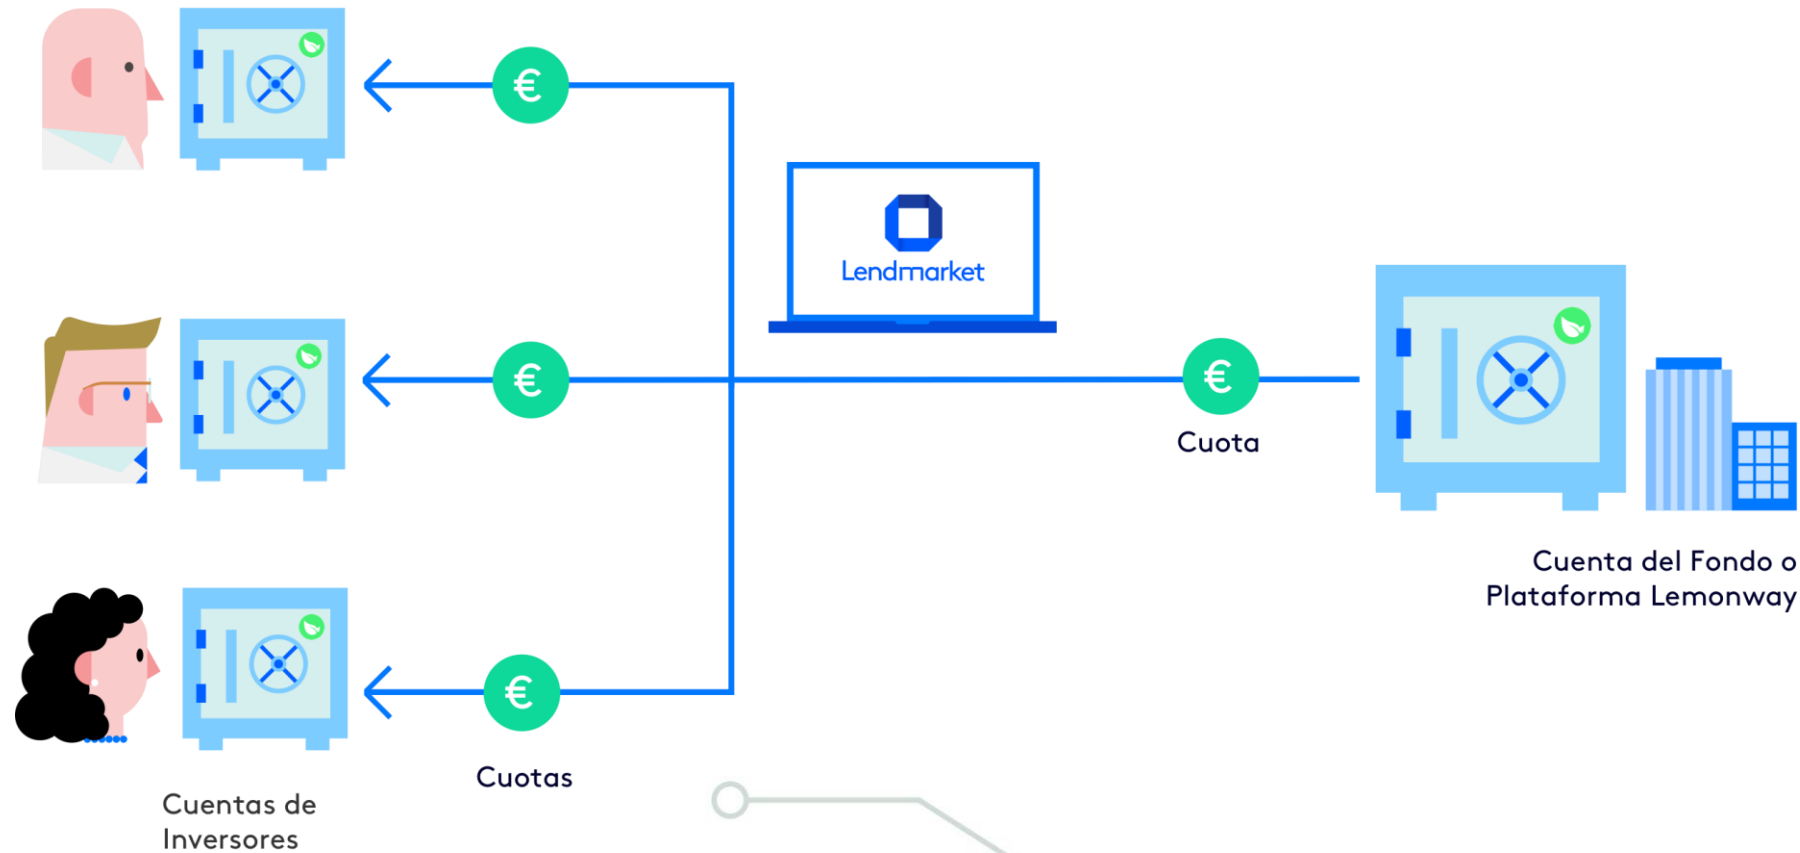 €
Lendmarket
€
€
Cuota
Cuenta del Fondo o
Plataforma Lemonway
€
Cuotas
Cuentas de
Inversores